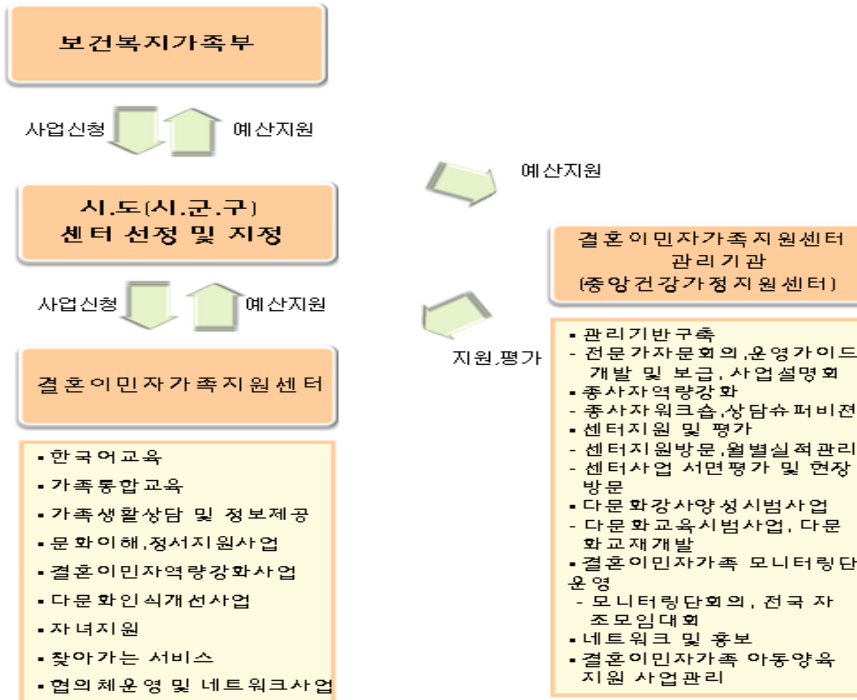 보건복지가족부
사업신청
예산지원
시.도(시.군.구)
센터 선정 및 지정
사업신청
예산지원
결혼이민자가족지원센터
▪ 한국어교육
▪ 가족통합교육
▪ 가족생활상담 및 정보제공
▪ 문화이해,정서지원사업
▪ 결혼이민자역량강화사업
▪ 다문화인식개선사업
▪ 자녀지원
▪ 찾아가는 서비스
▪ 협의체운영 및 네트워크사업
예산지원
지원,평가
결혼이민자가족지원센터
관리기관
(중앙건강가정지원센터)
▪ 관리기반구축
- 전문가자문회의,운영가이드
개발 및 보급, 사업설명회
▪ 종사자역량강화
- 종사자워크숍,상담슈퍼비젼
▪ 센터지원 및 평가
- 센터지원방문,월별실적관리
- 센터사업 서면평가 및 현장
방문
▪ 다문화강사양성시범사업
- 다문화교육시범사업, 다문
화교재개발
▪ 결혼이민자가족 모니터링단
운영
- 모니터링단회의, 전국 자
조모임대회
▪ 네트워크 및 홍보
▪ 결혼이민자가족 아동양육
지원 사업관리